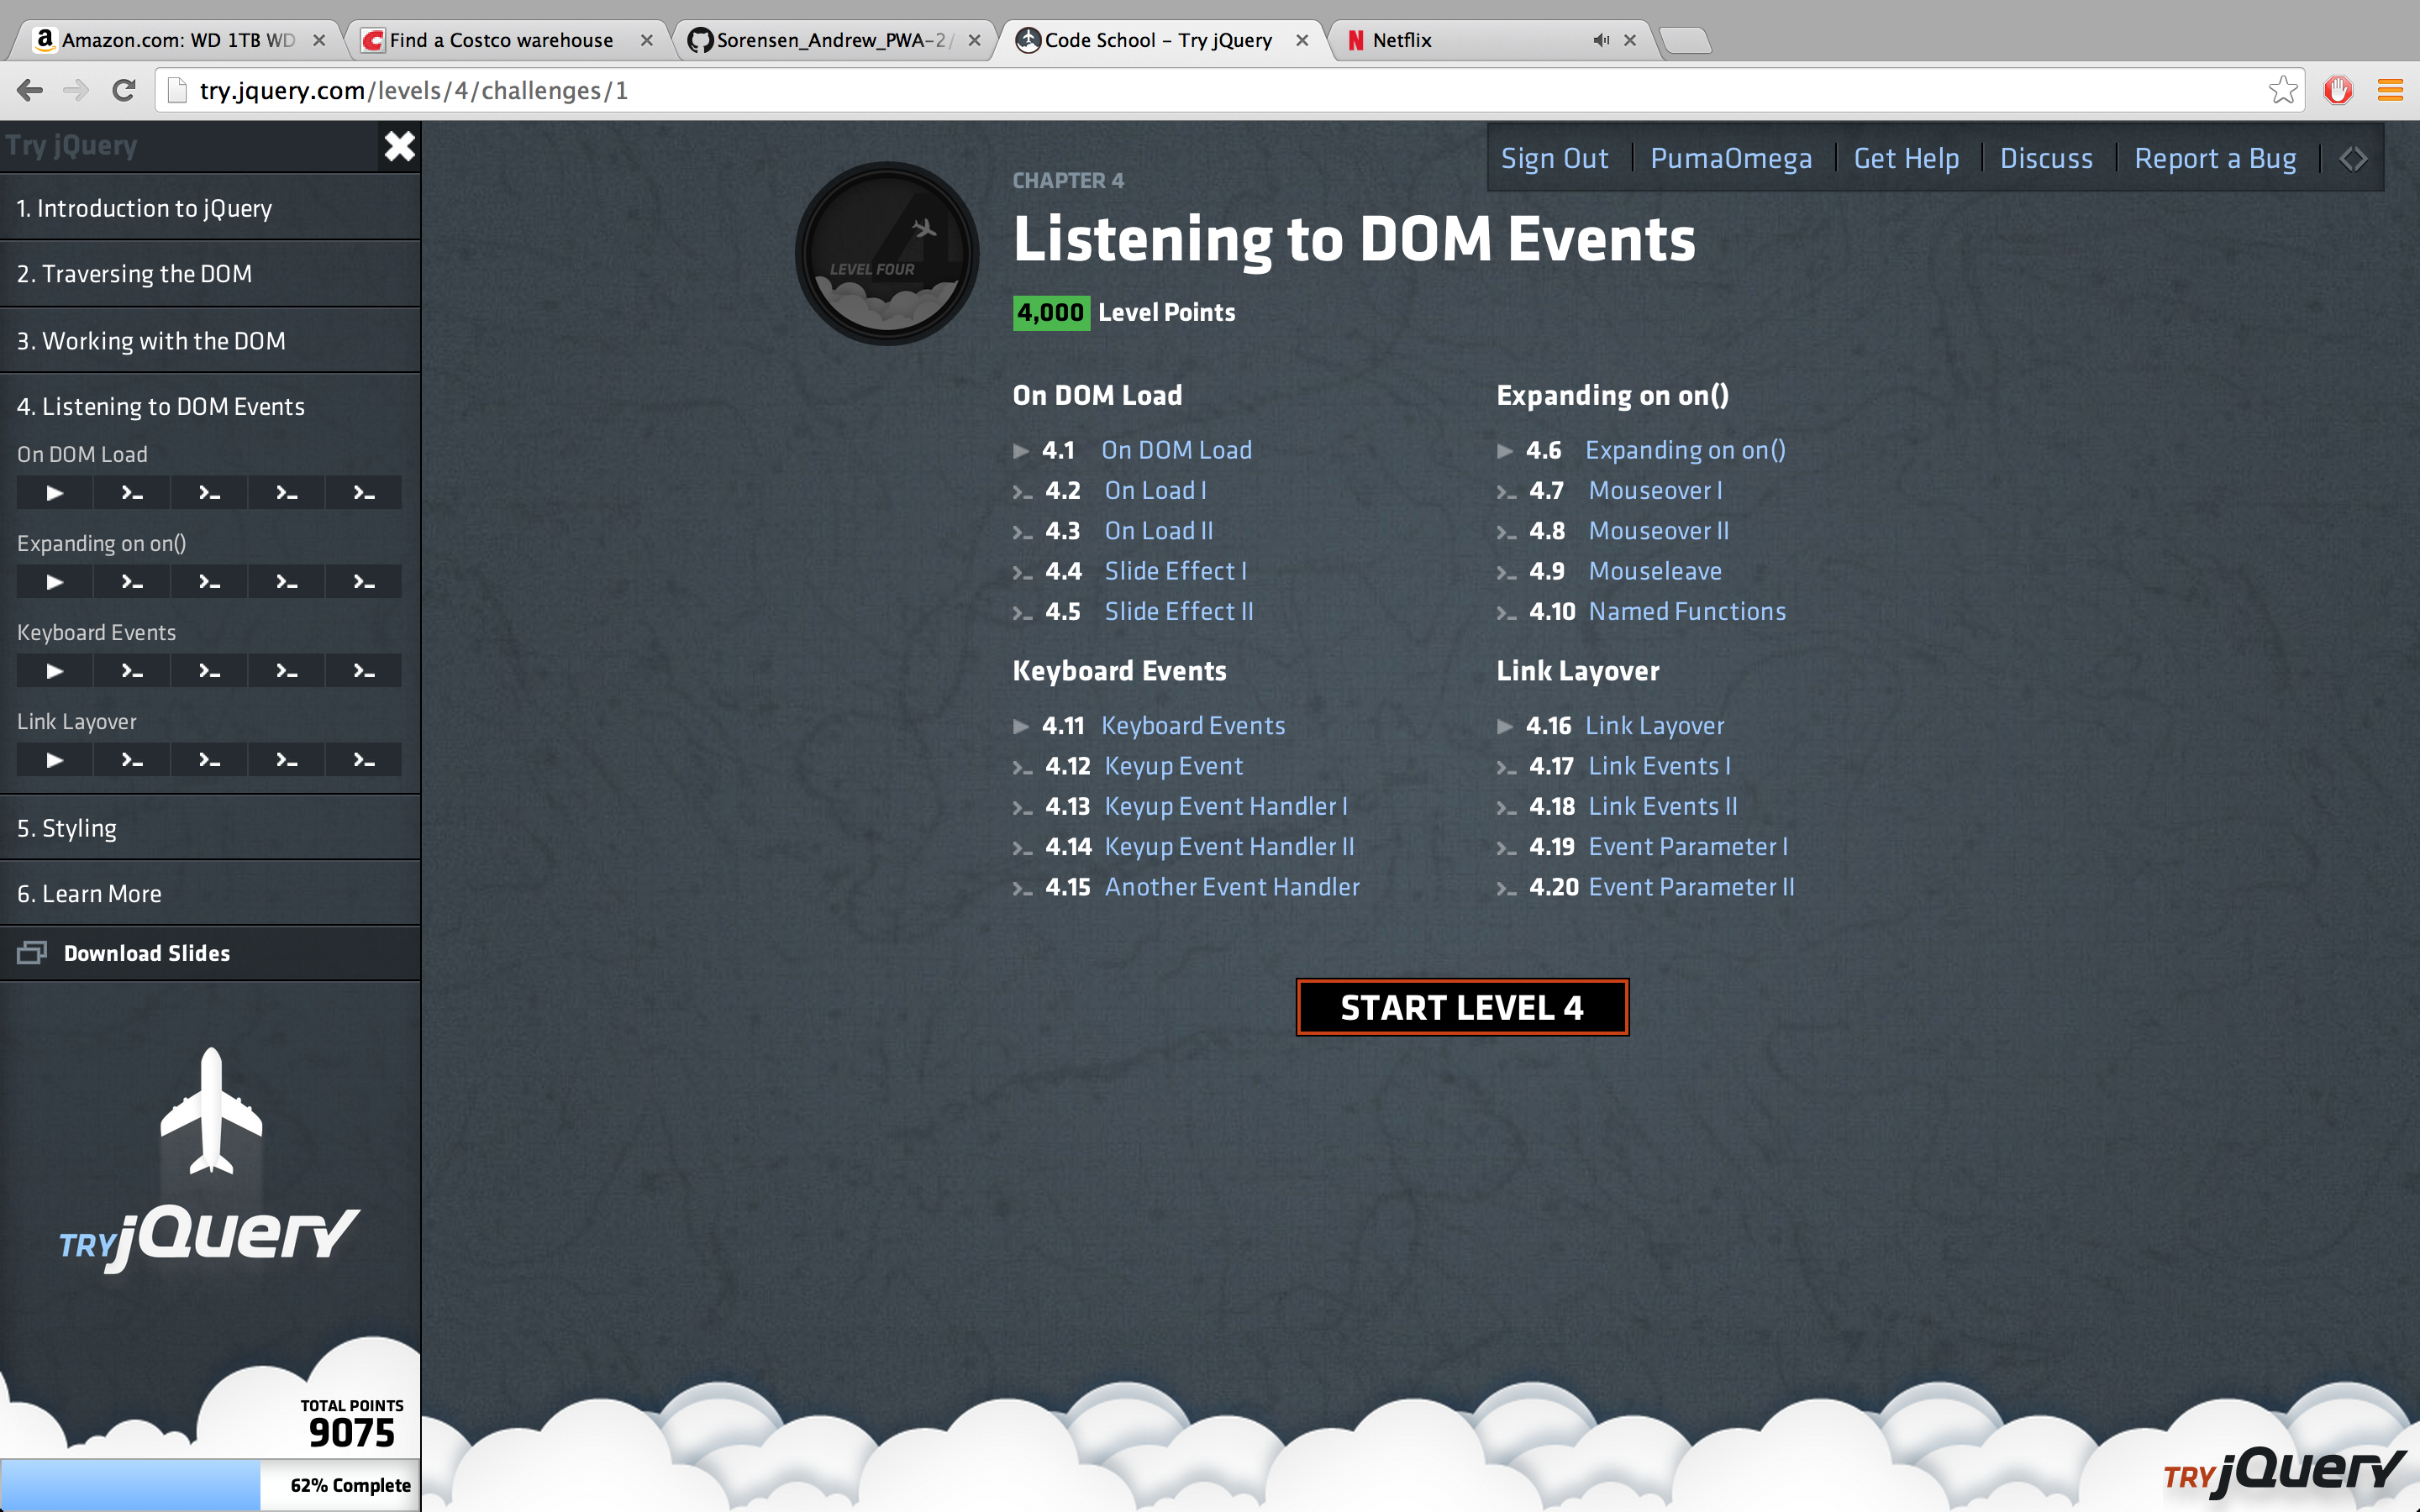 Amazon.com: WD 1TB WD
Find a Costco warehouse
Sorensen_Andrew_PWA-2/
Code School – Try jQuery
Netflix
try.jquery.com/levels/4/challenges/1
Try jQuery
1. Introduction to jQuery
2. Traversing the DOM
3. Working with the DOM
4. Listening to DOM Events
On DOM Load
Expanding on on()
Keyboard Events
Link Layover
5. Styling
6. Learn More
Download Slides
TRY jQuery
TOTAL POINTS
9075
62% Complete
Sign Out
PumaOmega
Get Help
Discuss
Report a Bug
LEVEL FOUR
4
CHAPTER 4
Listening to DOM Events
4,000 Level Points
On DOM Load
4.1 On DOM Load
4.2 On Load I
4.3 On Load II
4.4 Slide Effect I
4.5 Slide Effect II
Expanding on on()
4.6 Expanding on on()
4.7 Mouseover I
4.8 Mouseover II
4.9 Mouseleave
4.10 Named Functions
Keyboard Events
4.11 Keyboard Events
4.12 Keyup Event
4.13 Keyup Event Handler I
4.14 Keyup Event Handler II
4.15 Another Event Handler
Link Layover
4.16 Link Layover
4.17 Link Events I
4.18 Link Events II
4.19 Event Parameter I
4.20 Event Parameter II
START LEVEL 4
TRY jQuery